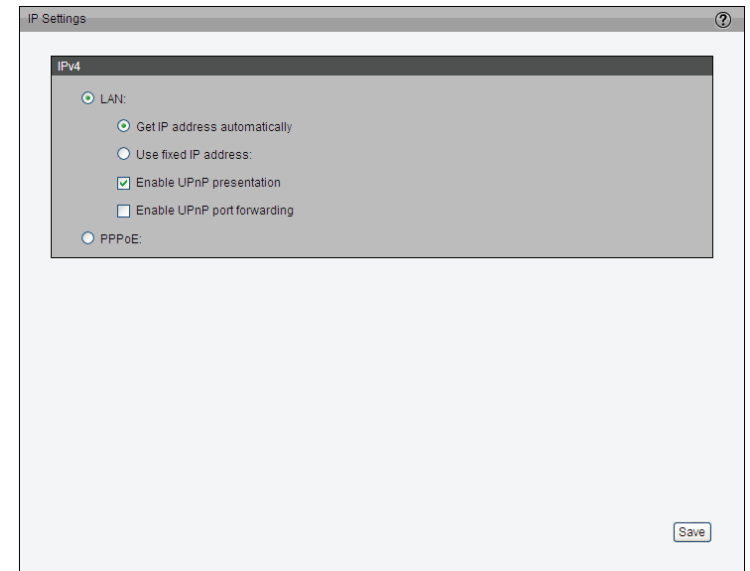 IP Settings
?
IPv4
LAN:
Get IP address automatically
Use fixed IP address:
Enable UPnP presentation
Enable UPnP port forwarding
PPPoE:
Save